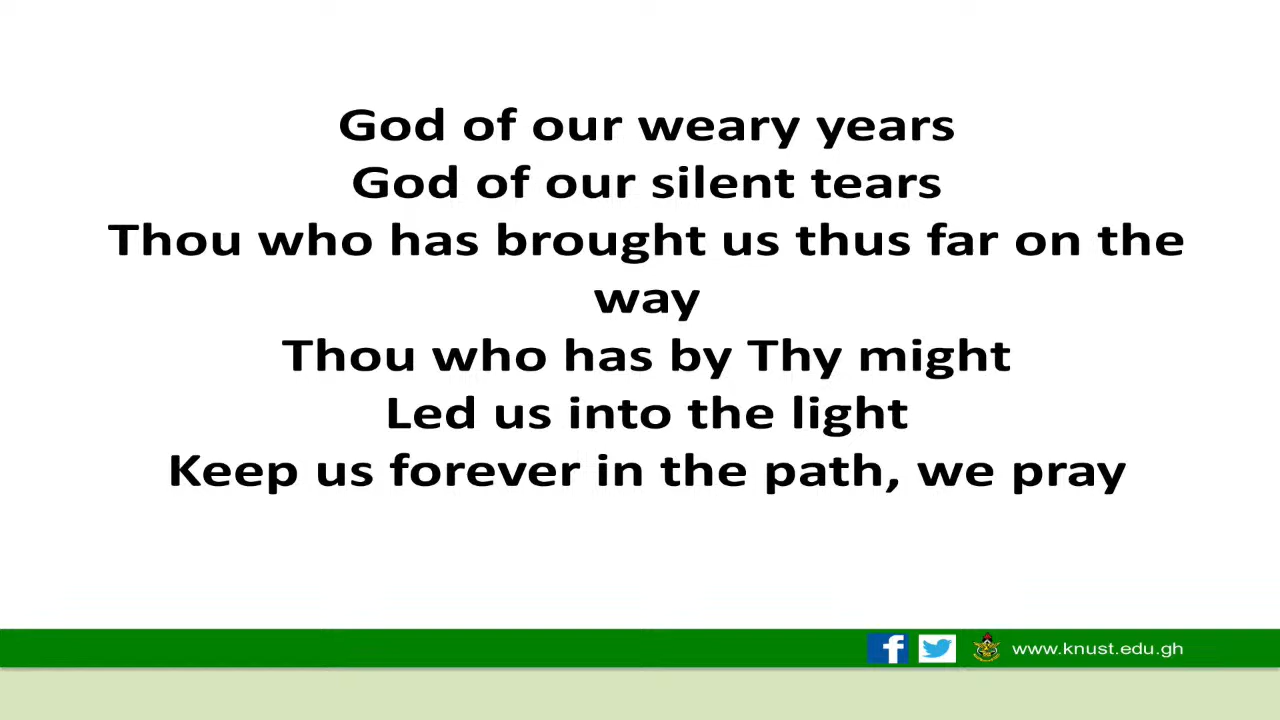 God of our weary years
God of our silent tears
Thou who has brought us thus far on the
way
Thou who has by Thy might
Led us into the light
Keep us forever in the path, we pray
www.knust.edu.gh